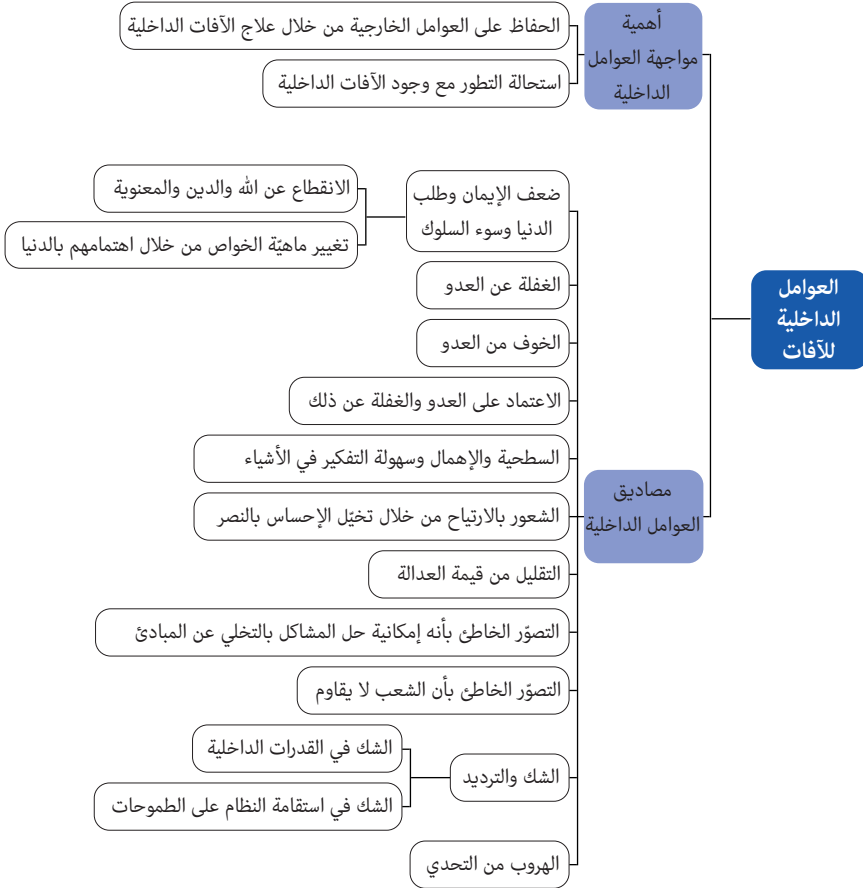 العوامل
الداخلية
للآفات
أهمية
مواجهة العوامل
الداخلية
الحفاظ على العوامل الخارجية من خلال علاج الآفات الداخلية
استحالة التطور مع وجود الآفات الداخلية
مصاديق
العوامل الداخلية
ضعف الإيمان وطلب
الدنيا وسوء السلوك
الانقطاع عن الله والدين والمعنوية
تغيير ماهيّة الخواص من خلال اهتمامهم بالدنيا
الغفلة عن العدو
الخوف من العدو
الاعتماد على العدو والغفلة عن ذلك
السطحية والإهمال وسهولة التفكير في الأشياء
الشعور بالارتياح من خلال تخيّل الإحساس بالنصر
التقليل من قيمة العدالة
التصوّر الخاطئ بأنه إمكانية حل المشاكل بالتخلي عن المبادئ
التصوّر الخاطئ بأن الشعب لا يقاوم
الشك والترديد
الشك في القدرات الداخلية
الشك في استقامة النظام على الطموحات
الهروب من التحدي